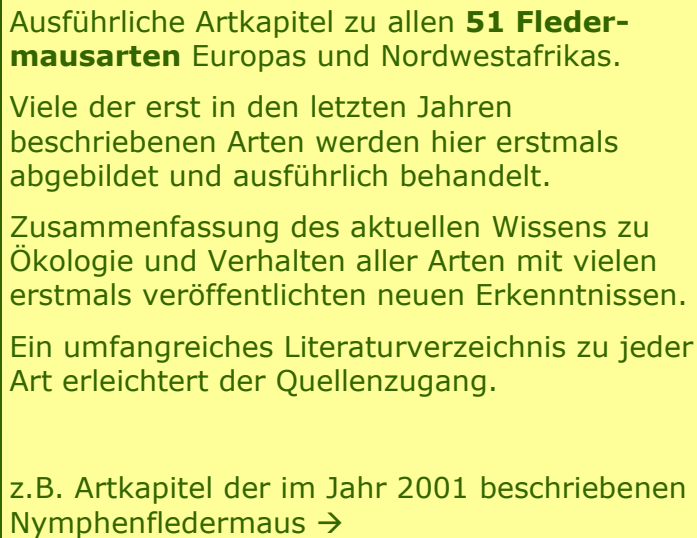 Ausführliche Artkapitel zu allen 51 Fleder-
mausarten Europas und Nordwestafrikas.
Viele der erst in den letzten Jahren
beschriebenen Arten werden hier erstmals
abgebildet und ausführlich behandelt.
Zusammenfassung des aktuellen Wissens zu
Ökologie und Verhalten aller Arten mit vielen
erstmals veröffentlichten neuen Erkenntnissen.
Ein umfangreiches Literaturverzeichnis zu jeder
Art erleichtert der Quellenzugang.
z.B. Artkapitel der im Jahr 2001 beschriebenen
Nymphenfledermaus →